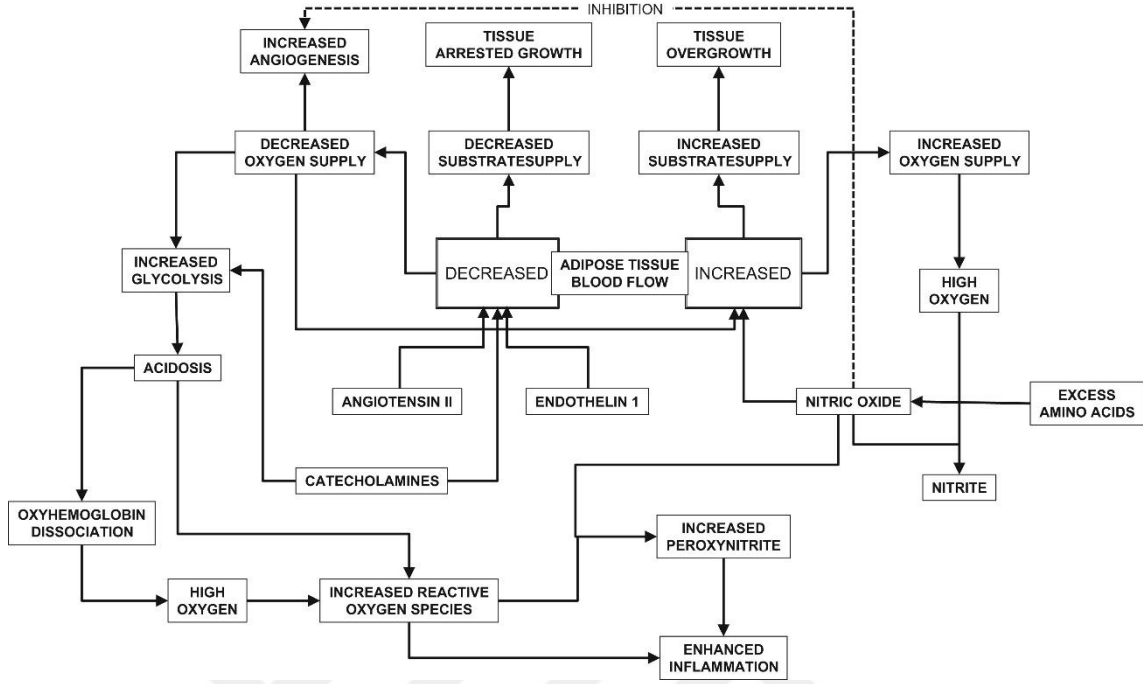 INHIBITION
INCREASED
ANGIOGENESIS
TISSUE
ARRESTED GROWTH
TISSUE
OVERGROWTH
DECREASED
OXYGEN SUPPLY
DECREASED
SUBSTRATESUPPLY
INCREASED
SUBSTRATESUPPLY
INCREASED
OXYGEN SUPPLY
INCREASED
GLYCOLYSIS
DECREASED
ADIPOSE TISSUE
BLOOD FLOW
INCREASED
HIGH
OXYGEN
ACIDOSIS
ANGIOTENSIN II
ENDOTHELIN 1
NITRIC OXIDE
EXCESS
AMINO ACIDS
CATECHOLAMINES
NITRITE
OXYHEMOGLOBIN
DISSOCIATION
INCREASED
PEROXYNITRITE
HIGH
OXYGEN
INCREASED REACTIVE
OXYGEN SPECIES
ENHANCED
INFLAMMATION